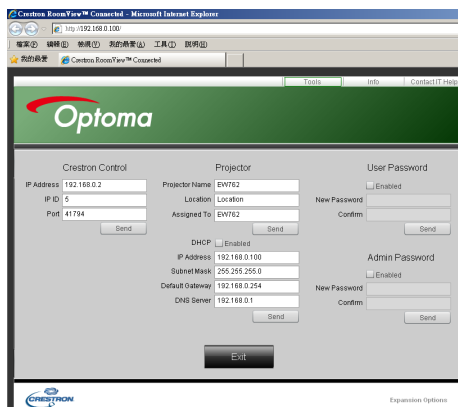 Crestron RoomView™ Connected - Microsoft Internet Explorer
http://192.168.0.100/
檔案(F) 編輯(E) 檢視(V) 我的最愛(A) 工具(T) 說明(H)
我的最愛 Crestron RoomView™ Connected
Tools Info Contact IT Help
Optoma
Crestron Control
IP Address 192.168.0.2
IP ID 5
Port 41794
Send
Projector
Projector Name EW762
Location Location
Assigned To EW762
Send
DHCP Enabled
IP Address 192.168.0.100
Subnet Mask 255.255.255.0
Default Gateway 192.168.0.254
DNS Server 192.168.0.1
Send
User Password
Enabled
New Password
Confirm
Send
Admin Password
Enabled
New Password
Confirm
Send
Exit
CRESTRON
Expansion Options